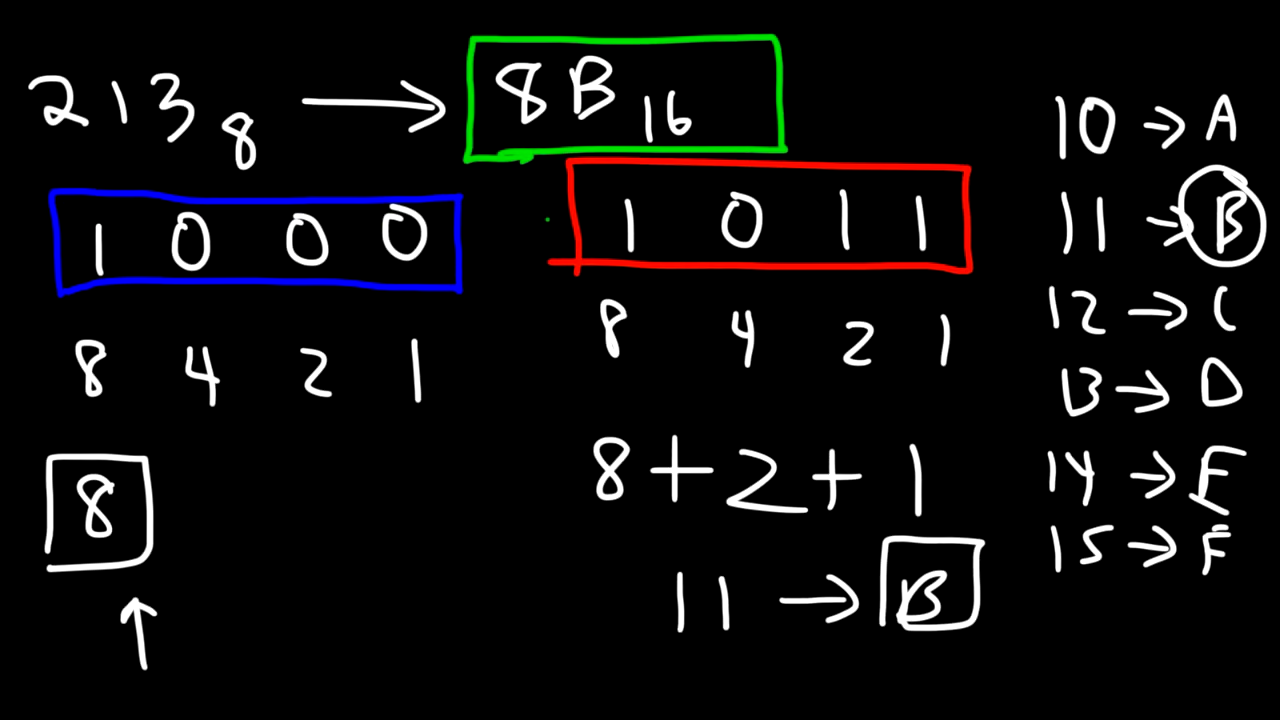 213₈ → 8B₁₆
1 0 0 0 1 0 1 1
8 4 2 1 8 4 2 1
8 8 + 2 + 1
11 → B
10 → A
11 → B
12 → C
13 → D
14 → E
15 → F